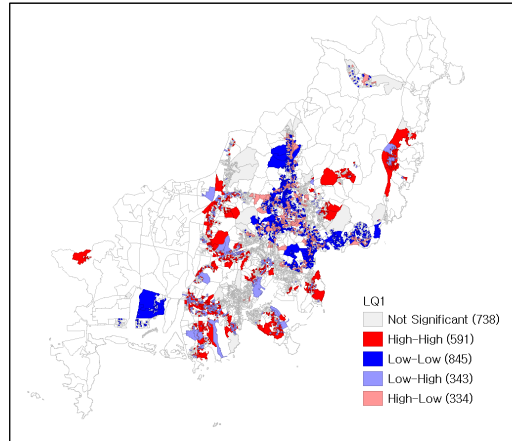 LQ1
Not Significant (738)
High-High (591)
Low-Low (845)
Low-High (343)
High-Low (334)